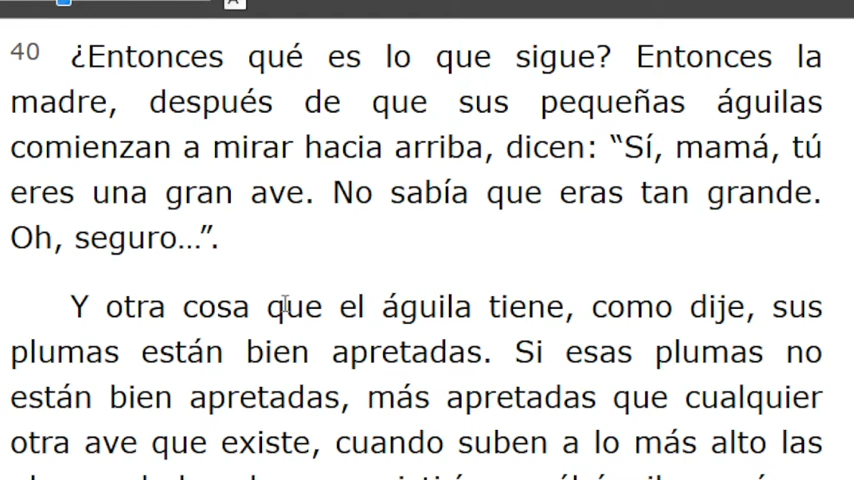 40 ¿Entonces qué es lo que sigue? Entonces la
madre, después de que sus pequeñas águilas
comienzan a mirar hacia arriba, dicen: “Sí, mamá, tú
eres una gran ave. No sabía que eras tan grande.
Oh, seguro…”.
Y otra cosa que el águila tiene, como dije, sus
plumas están bien apretadas. Si esas plumas no
están bien apretadas, más apretadas que cualquier
otra ave que existe, cuando suben a lo más alto las